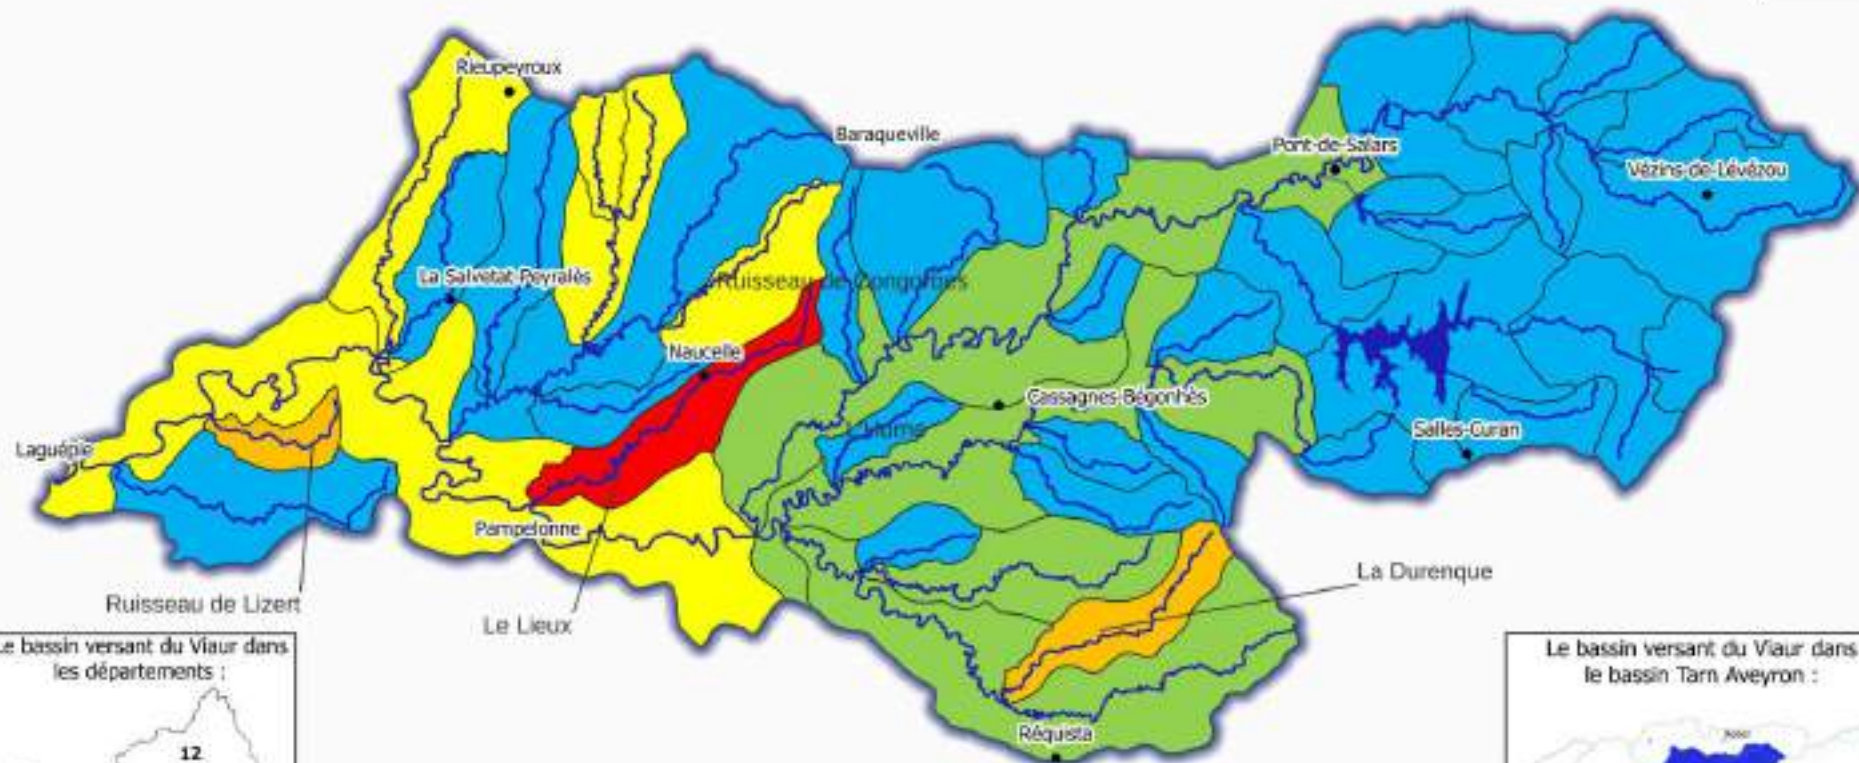 Rieupeyroux
Baraqueville
Pont-de-Salars
Vézins-de-Lévézou
La Salvetat-Peyralès
Ruisseau de Congorbes
Naucelle
Cassagnes-Bégonhès
Salles-Curan
Laguépie
Pampelonne
La Durenque
Ruisseau de Lizert
Le Lieux
Le bassin versant du Viaur dans
les départements :
12
Réquista
Le bassin versant du Viaur dans
le bassin Tarn Aveyron :